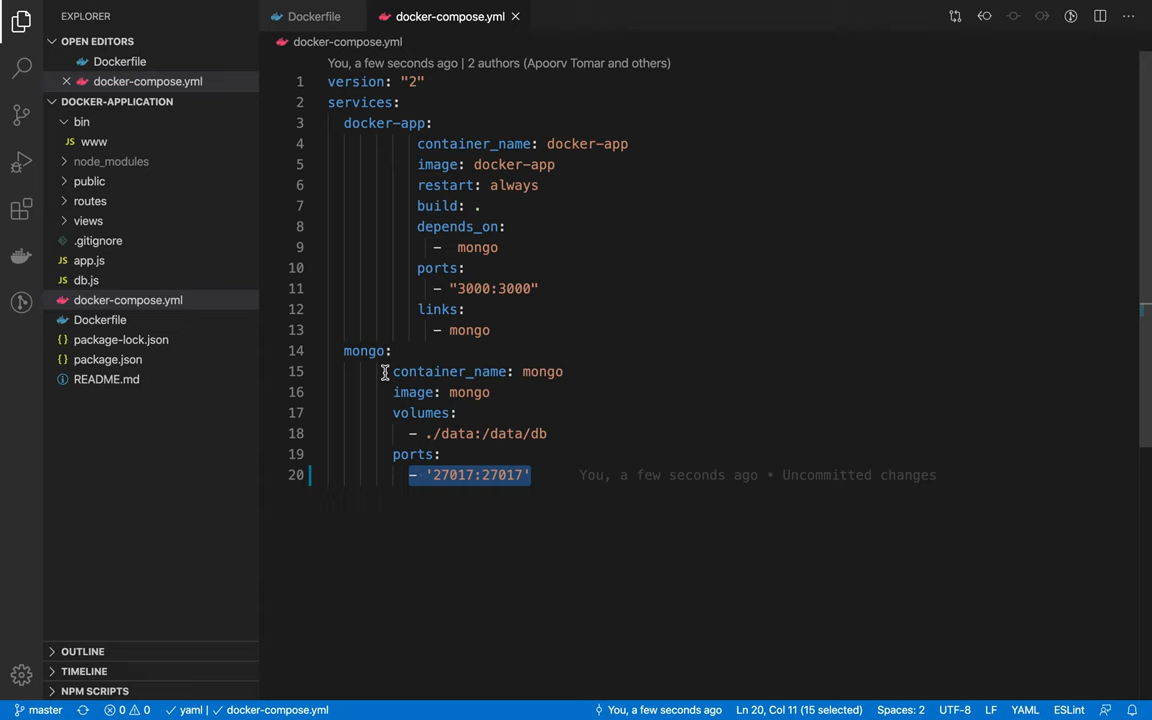 EXPLORER
OPEN EDITORS
Dockerfile
docker-compose.yml
DOCKER-APPLICATION
bin
JS www
node_modules
public
routes
views
.gitignore
JS app.js
JS db.js
docker-compose.yml
Dockerfile
{} package-lock.json
{} package.json
README.md
OUTLINE
TIMELINE
NPM SCRIPTS
Dockerfile
docker-compose.yml
docker-compose.yml
You, a few seconds ago | 2 authors (Apoorv Tomar and others)
1 version: "2"
2 services:
3 docker-app:
4 container_name: docker-app
5 image: docker-app
6 restart: always
7 build: .
8 depends_on:
9 - mongo
10 ports:
11 - "3000:3000"
12 links:
13 - mongo
14 mongo:
15 container_name: mongo
16 image: mongo
17 volumes:
18 - ./data:/data/db
19 ports:
20 - '27017:27017' You, a few seconds ago • Uncommitted changes
master 0 0 yaml | docker-compose.yml You, a few seconds ago Ln 20, Col 11 (15 selected) Spaces: 2 UTF-8 LF YAML ESLint